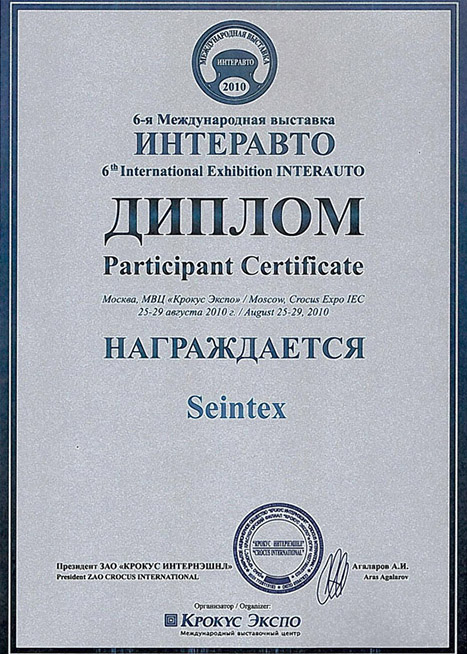 МЕЖДУНАРОДНАЯ ВЫСТАВКА
ИНТЕРАВТО
2010
6-я Международная выставка
ИНТЕРАВТО
6th International Exhibition INTERAUTO
ДИПЛОМ
Participant Certificate
Москва, МВЦ «Крокус Экспо» / Moscow, Crocus Expo IEC
25-29 августа 2010 г. / August 25-29, 2010
НАГРАЖДАЕТСЯ
Seintex
"КРОКУС ИНТЕРНЭШНЛ"
"CROCUS INTERNATIONAL"
Президент ЗАО «КРОКУС ИНТЕРНЭШНЛ» Агаларов А.И.
President ZAO CROCUS INTERNATIONAL Aras Agalarov
Организатор / Organizer:
КРОКУС ЭКСПО
Международный выставочный центр